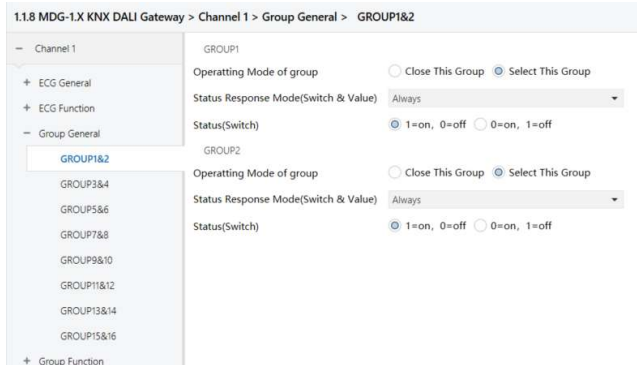 1.1.8 MDG-1.X KNX DALI Gateway > Channel 1 > Group General > GROUP1&2
− Channel 1
+ ECG General
+ ECG Function
− Group General
GROUP1&2
GROUP3&4
GROUP5&6
GROUP7&8
GROUP9&10
GROUP11&12
GROUP13&14
GROUP15&16
+ Group Function
GROUP1
Operatting Mode of group Close This Group Select This Group
Status Response Mode(Switch & Value) Always
Status(Switch) 1=on, 0=off 0=on, 1=off
GROUP2
Operatting Mode of group Close This Group Select This Group
Status Response Mode(Switch & Value) Always
Status(Switch) 1=on, 0=off 0=on, 1=off